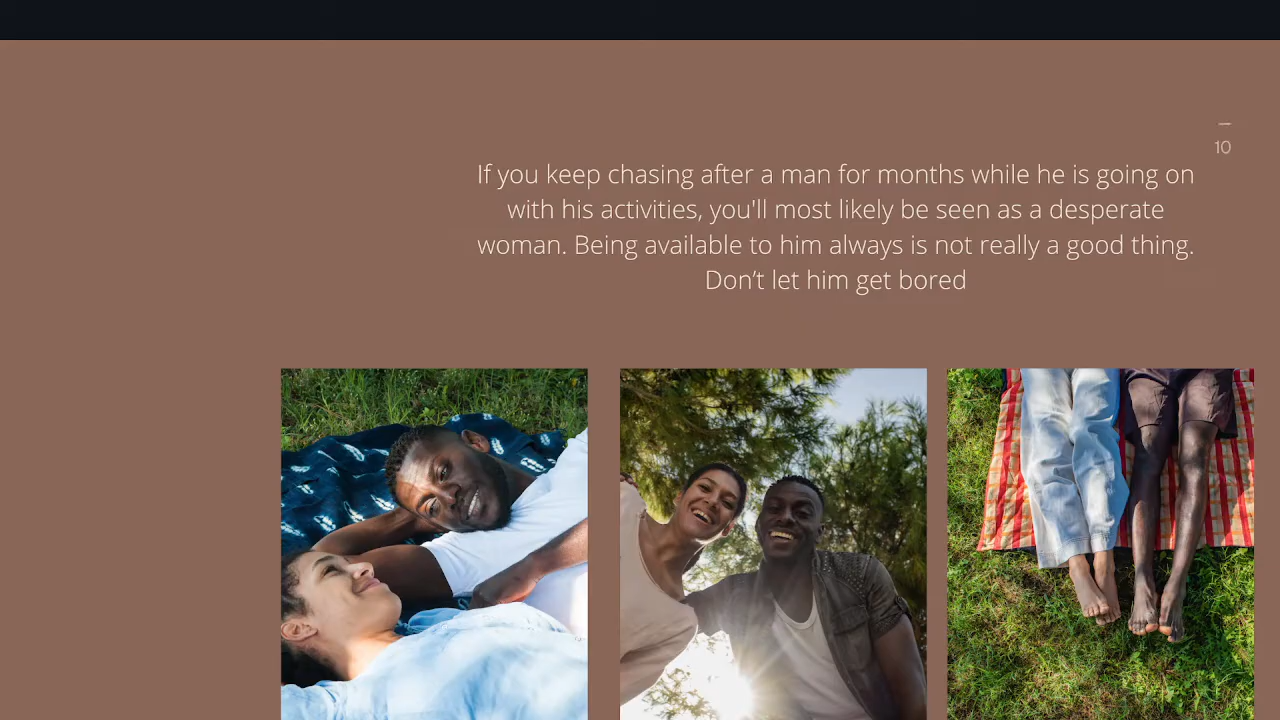 10
If you keep chasing after a man for months while he is going on
with his activities, you'll most likely be seen as a desperate
woman. Being available to him always is not really a good thing.
Don’t let him get bored